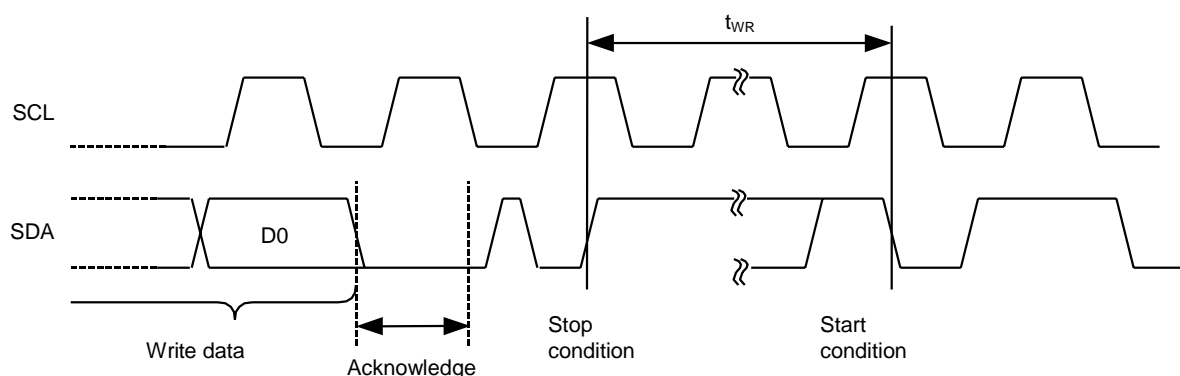 tWR
SCL
SDA
D0
Write data
Acknowledge
Stop
condition
Start
condition